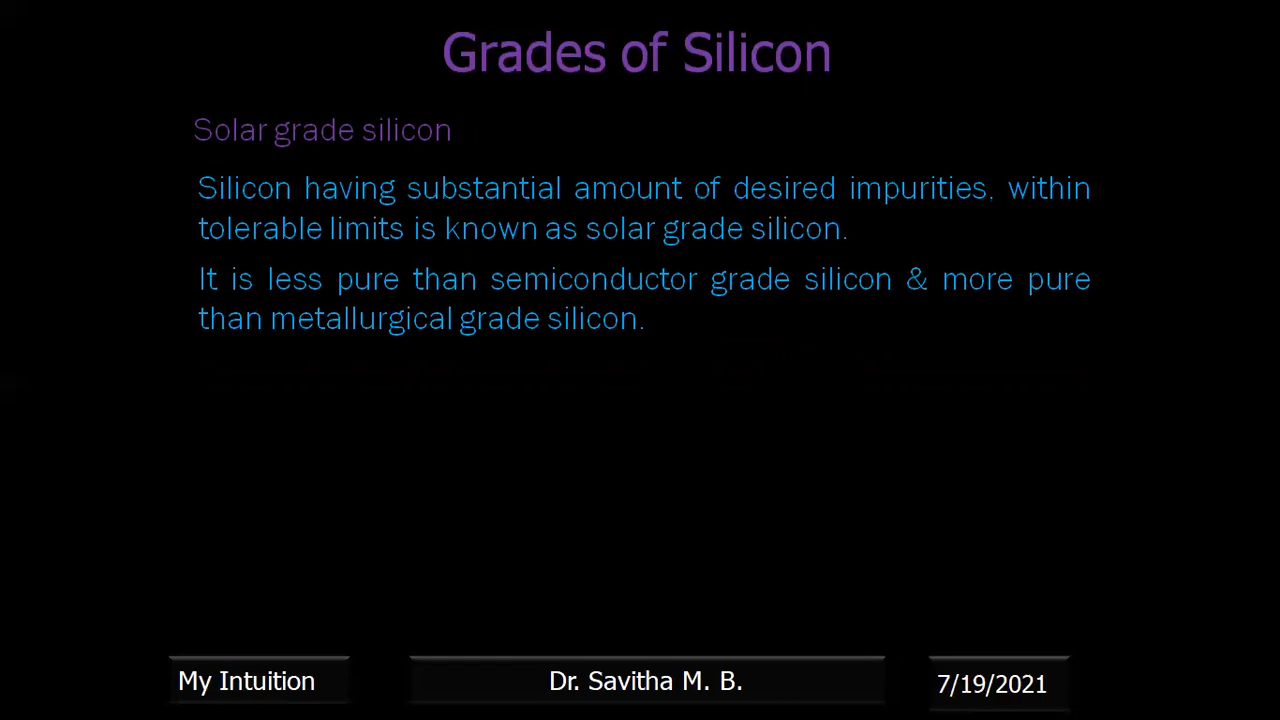 Grades of Silicon
Solar grade silicon
Silicon having substantial amount of desired impurities, within
tolerable limits is known as solar grade silicon.
It is less pure than semiconductor grade silicon & more pure
than metallurgical grade silicon.
My Intuition
Dr. Savitha M. B.
7/19/2021